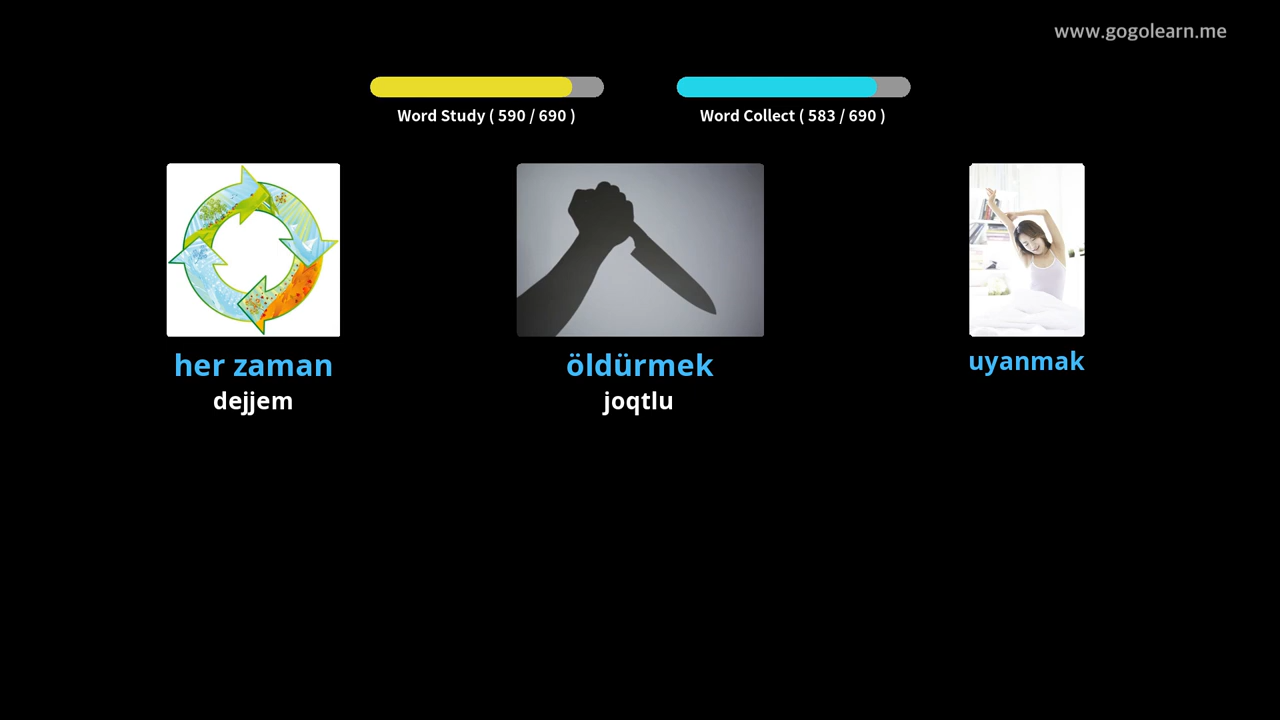 www.gogolearn.me
Word Study ( 590 / 690 )
Word Collect ( 583 / 690 )
her zaman
öldürmek
uyanmak
dejjem
joqtlu